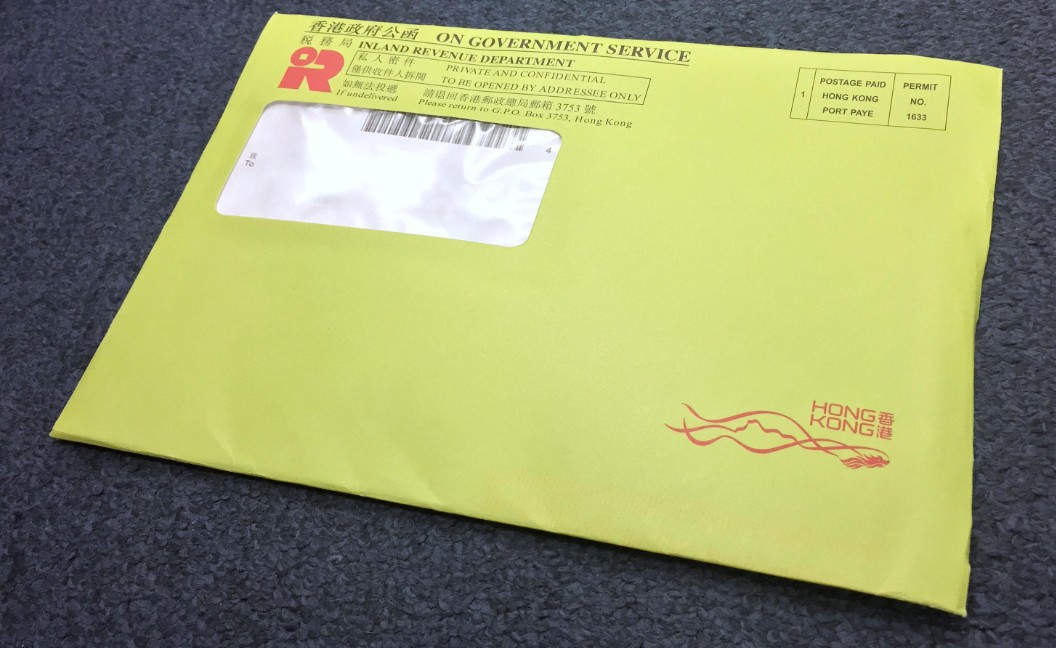 香港政府公函 ON GOVERNMENT SERVICE
稅務局 INLAND REVENUE DEPARTMENT
私人密件 PRIVATE AND CONFIDENTIAL
僅供收件人拆閱 TO BE OPENED BY ADDRESSEE ONLY
如無法投遞 請退回香港郵政總局郵箱 3753 號
If undelivered Please return to G.P.O. Box 3753, Hong Kong
1
POSTAGE PAID
HONG KONG
PORT PAYE
PERMIT
NO.
1633
4
致
To
HONG
KONG
香港